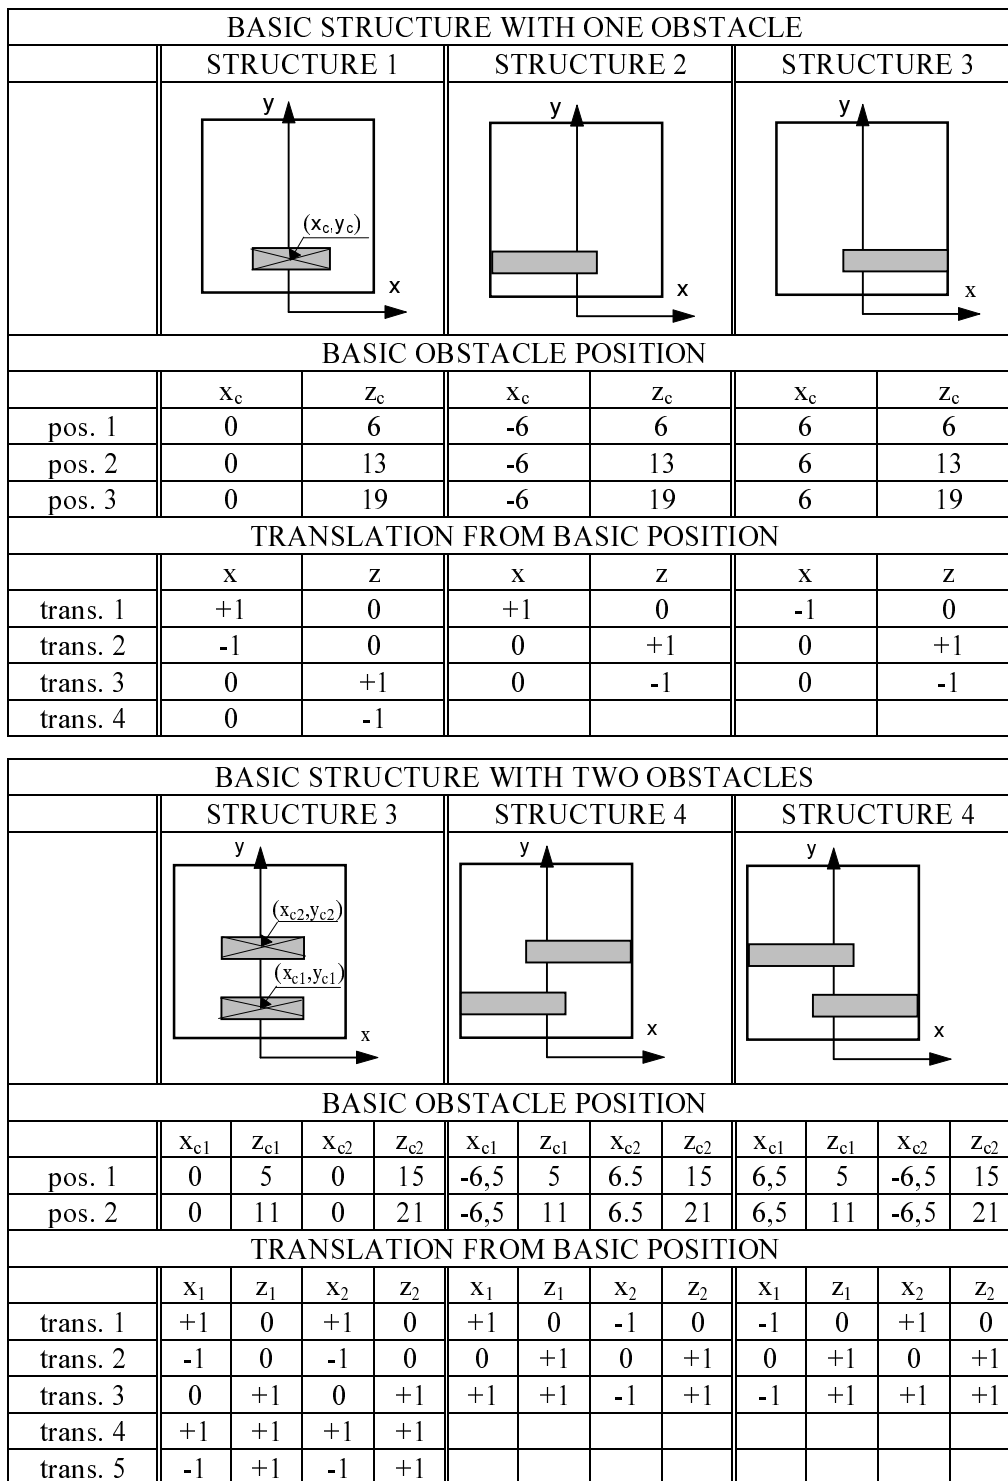 BASIC STRUCTURE WITH ONE OBSTACLE
STRUCTURE 1 STRUCTURE 2 STRUCTURE 3
y y y
(xc,yc)
x x x
BASIC OBSTACLE POSITION
xc zc xc zc xc zc
pos. 1 0 6 -6 6 6 6
pos. 2 0 13 -6 13 6 13
pos. 3 0 19 -6 19 6 19
TRANSLATION FROM BASIC POSITION
x z x z x z
trans. 1 +1 0 +1 0 -1 0
trans. 2 -1 0 0 +1 0 +1
trans. 3 0 +1 0 -1 0 -1
trans. 4 0 -1
BASIC STRUCTURE WITH TWO OBSTACLES
STRUCTURE 3 STRUCTURE 4 STRUCTURE 4
y y y
(xc2,yc2)
(xc1,yc1)
x x x
BASIC OBSTACLE POSITION
xc1 zc1 xc2 zc2 xc1 zc1 xc2 zc2 xc1 zc1 xc2 zc2
pos. 1 0 5 0 15 -6,5 5 6.5 15 6,5 5 -6,5 15
pos. 2 0 11 0 21 -6,5 11 6.5 21 6,5 11 -6,5 21
TRANSLATION FROM BASIC POSITION
x1 z1 x2 z2 x1 z1 x2 z2 x1 z1 x2 z2
trans. 1 +1 0 +1 0 +1 0 -1 0 -1 0 +1 0
trans. 2 -1 0 -1 0 0 +1 0 +1 0 +1 0 +1
trans. 3 0 +1 0 +1 +1 +1 -1 +1 -1 +1 +1 +1
trans. 4 +1 +1 +1 +1
trans. 5 -1 +1 -1 +1